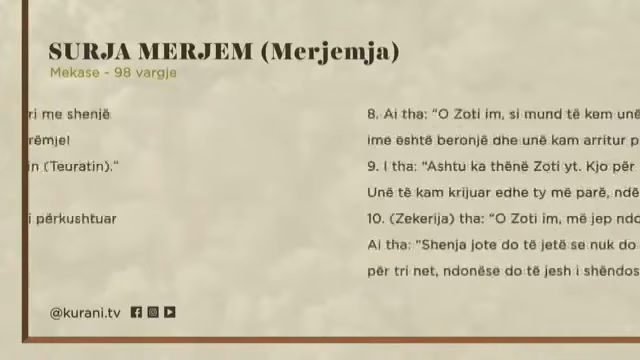 SURJA MERJEM (Merjemja)
Mekase - 98 vargje
ri me shenjë
rëmje!
in (Teuratin)."
i përkushtuar
8. Ai tha: "O Zoti im, si mund të kem unë
ime është beronjë dhe unë kam arritur p
9. I tha: "Ashtu ka thënë Zoti yt. Kjo për
Unë të kam krijuar edhe ty më parë, ndë
10. (Zekerija) tha: "O Zoti im, më jep ndo
Ai tha: "Shenja jote do të jetë se nuk do
për tri net, ndonëse do të jesh i shëndos
@kurani.tv